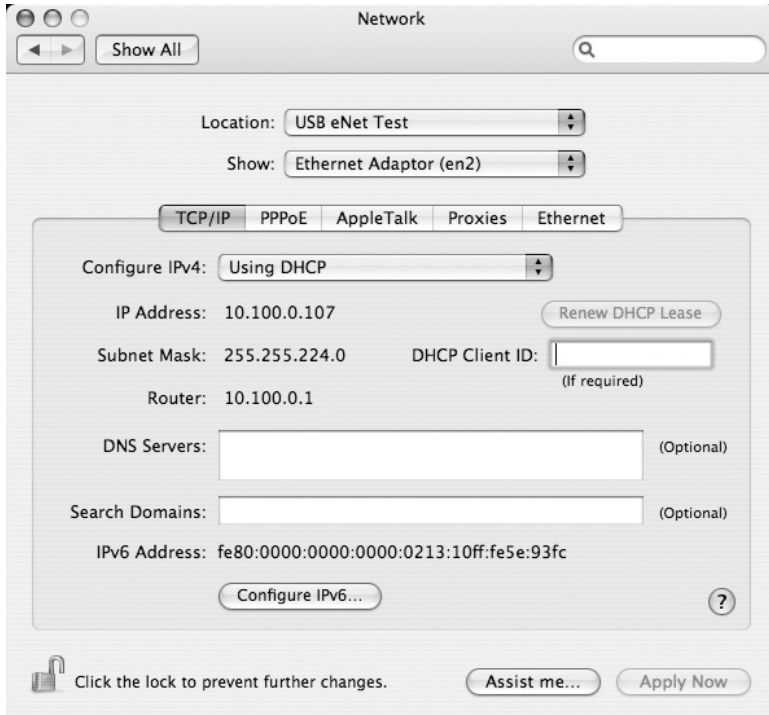 Network
Show All
Location: USB eNet Test
Show: Ethernet Adaptor (en2)
TCP/IP PPPoE AppleTalk Proxies Ethernet
Configure IPv4: Using DHCP
IP Address: 10.100.0.107 Renew DHCP Lease
Subnet Mask: 255.255.224.0 DHCP Client ID:
(If required)
Router: 10.100.0.1
DNS Servers: (Optional)
Search Domains: (Optional)
IPv6 Address: fe80:0000:0000:0000:0213:10ff:fe5e:93fc
Configure IPv6... ?
Click the lock to prevent further changes. Assist me... Apply Now